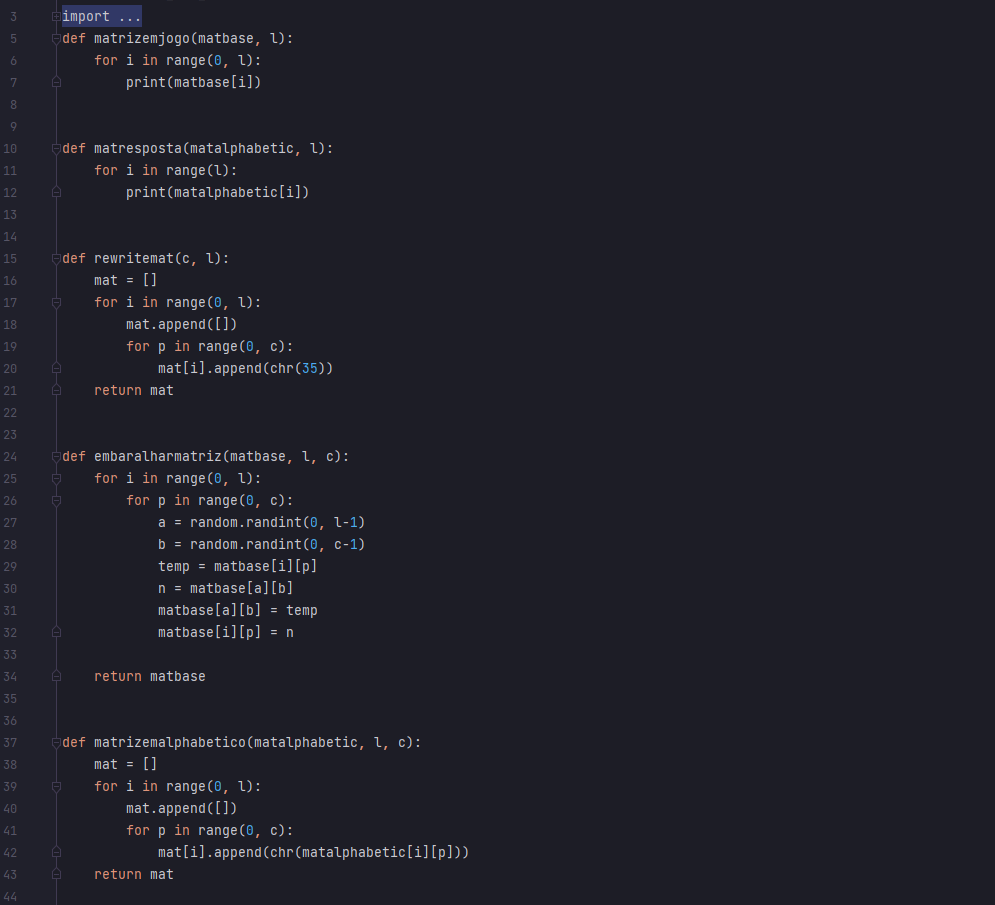 3 import ...
5 def matrizemjogo(matbase, l):
6     for i in range(0, l):
7         print(matbase[i])
8
9
10 def matresposta(matalphabetic, l):
11     for i in range(l):
12         print(matalphabetic[i])
13
14
15 def rewritemat(c, l):
16     mat = []
17     for i in range(0, l):
18         mat.append([])
19         for p in range(0, c):
20             mat[i].append(chr(35))
21     return mat
22
23
24 def embaralharmatriz(matbase, l, c):
25     for i in range(0, l):
26         for p in range(0, c):
27             a = random.randint(0, l-1)
28             b = random.randint(0, c-1)
29             temp = matbase[i][p]
30             n = matbase[a][b]
31             matbase[a][b] = temp
32             matbase[i][p] = n
33
34     return matbase
35
36
37 def matrizemalphabetico(matalphabetic, l, c):
38     mat = []
39     for i in range(0, l):
40         mat.append([])
41         for p in range(0, c):
42             mat[i].append(chr(matalphabetic[i][p]))
43     return mat
44